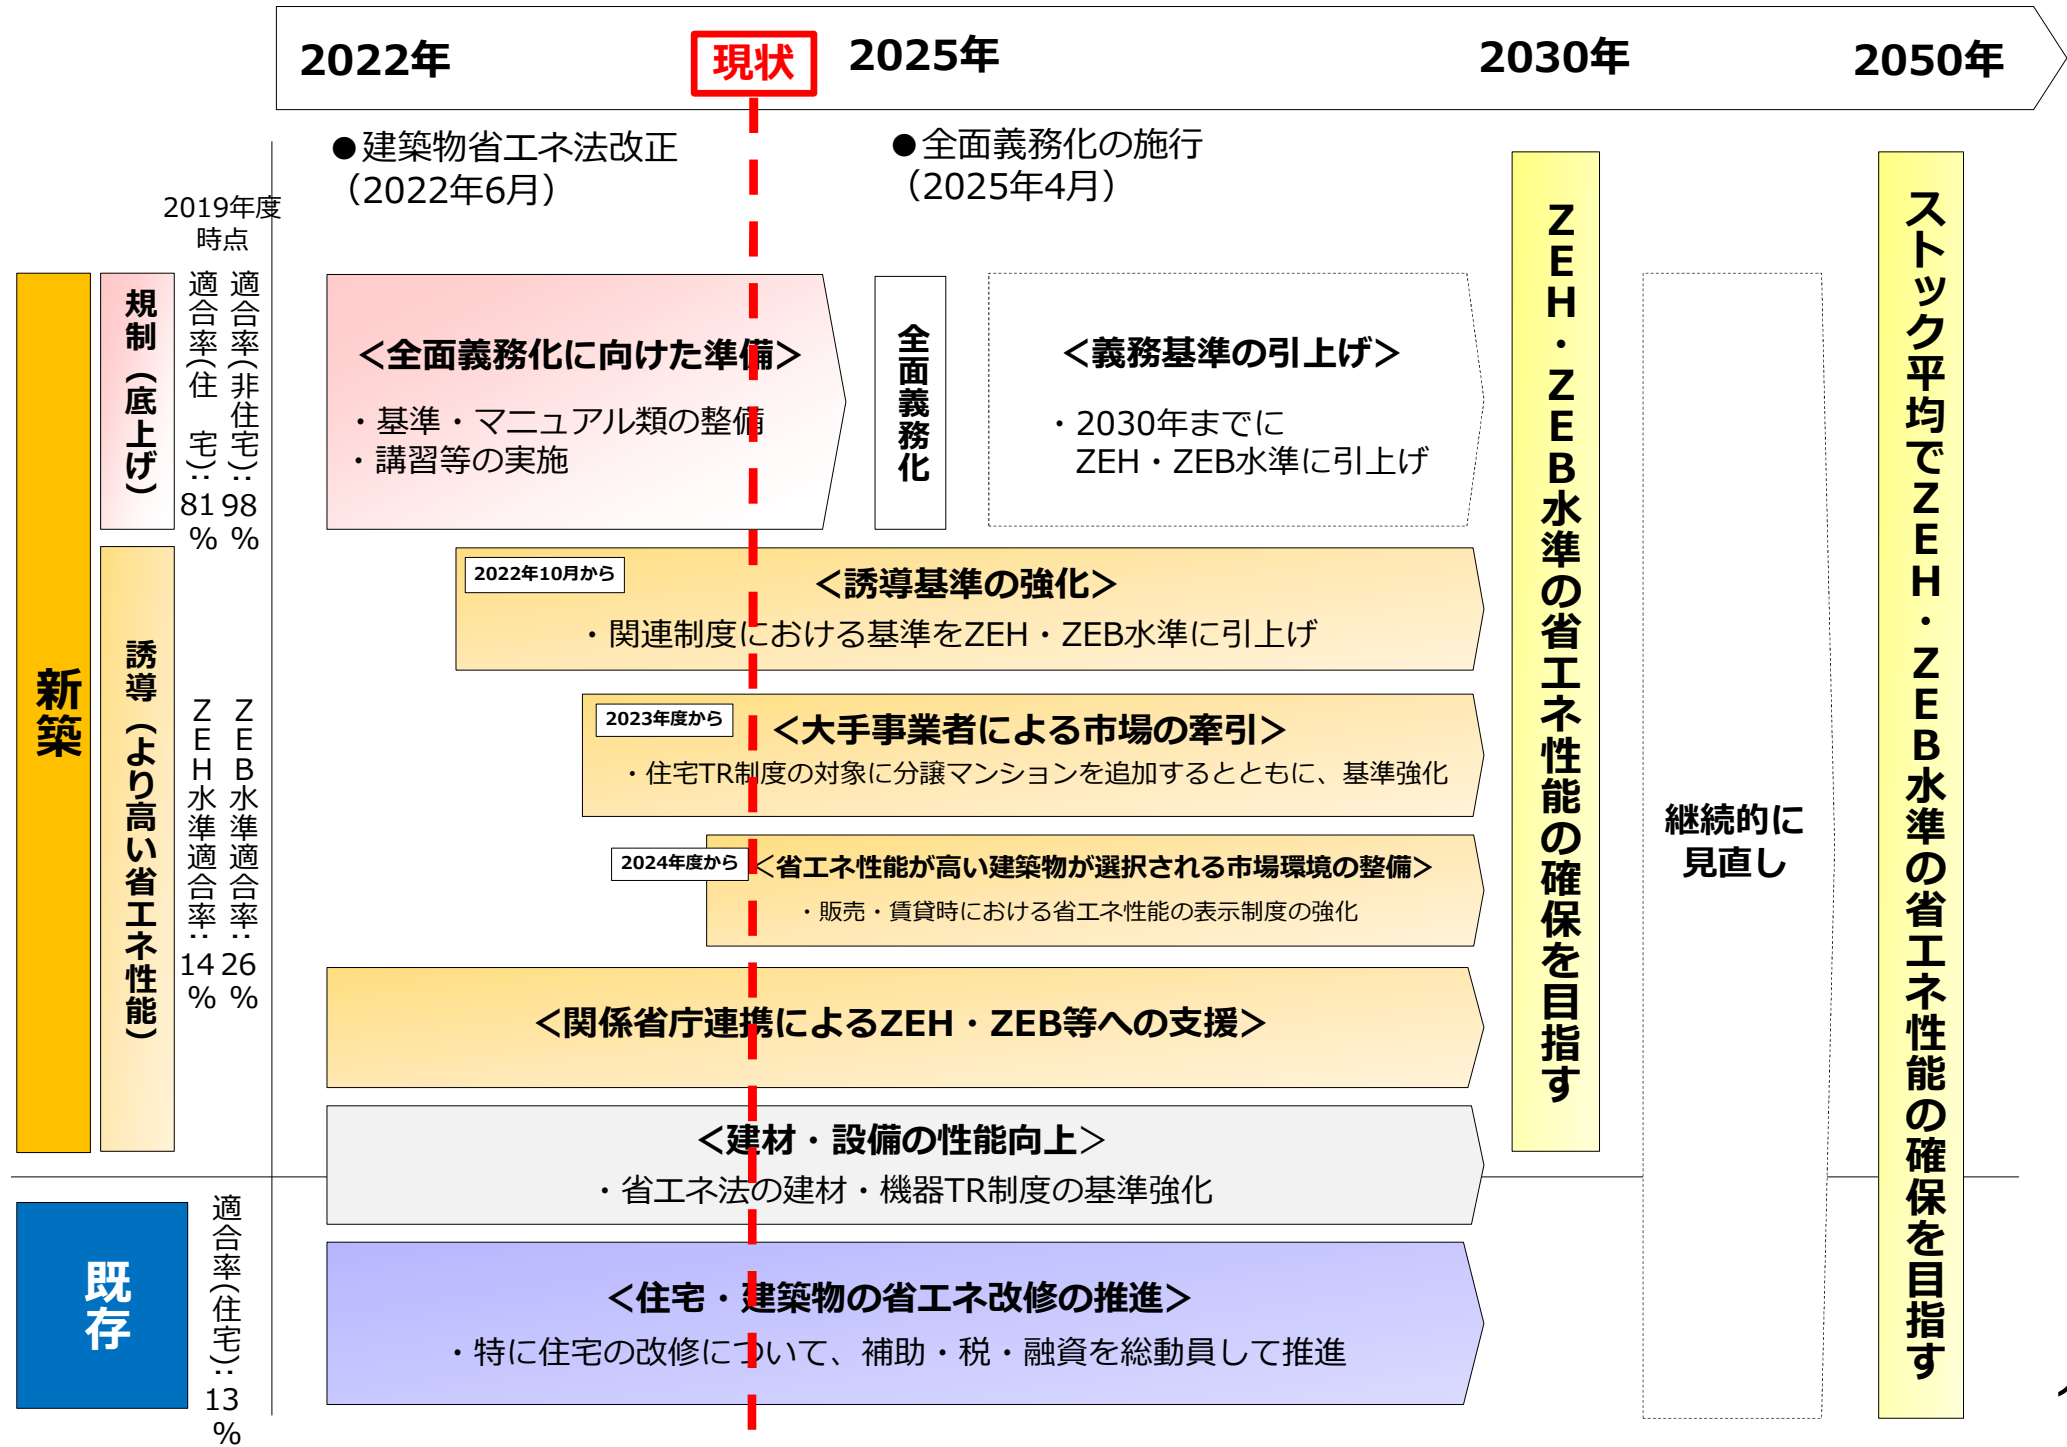 2022年
現状
2025年
2030年
2050年
●建築物省エネ法改正
（2022年6月）
●全面義務化の施行
（2025年4月）
2019年度
時点
新築
規制（底上げ）
適合率(住　宅)：81%
適合率(非住宅)：98%
＜全面義務化に向けた準備＞
・基準・マニュアル類の整備
・講習等の実施
全面義務化
＜義務基準の引上げ＞
・2030年までに
ZEH・ZEB水準に引上げ
誘導（より高い省エネ性能）
ZEH水準適合率：14%
ZEB水準適合率：26%
2022年10月から
＜誘導基準の強化＞
・関連制度における基準をZEH・ZEB水準に引上げ
2023年度から
＜大手事業者による市場の牽引＞
・住宅TR制度の対象に分譲マンションを追加するとともに、基準強化
2024年度から
＜省エネ性能が高い建築物が選択される市場環境の整備＞
・販売・賃貸時における省エネ性能の表示制度の強化
＜関係省庁連携によるZEH・ZEB等への支援＞
＜建材・設備の性能向上＞
・省エネ法の建材・機器TR制度の基準強化
既存
適合率(住宅)：13%
＜住宅・建築物の省エネ改修の推進＞
・特に住宅の改修について、補助・税・融資を総動員して推進
ZEH・ZEB水準の省エネ性能の確保を目指す
継続的に
見直し
ストック平均でZEH・ZEB水準の省エネ性能の確保を目指す